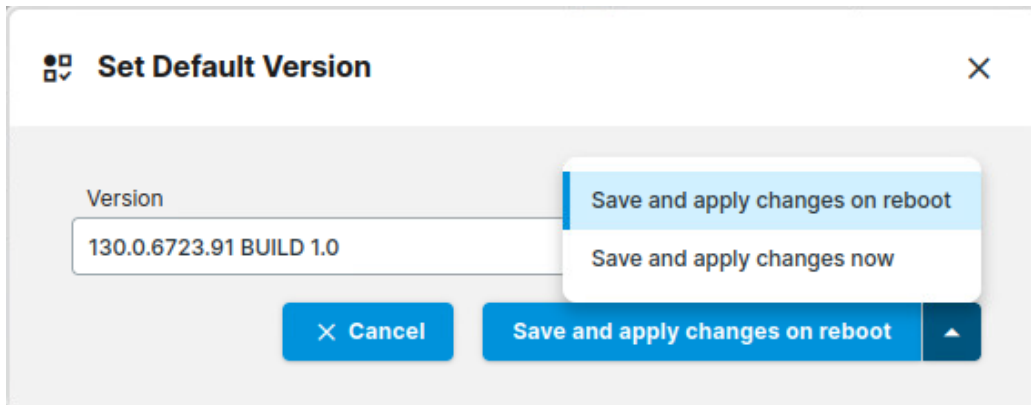 Set Default Version
Version
130.0.6723.91 BUILD 1.0
Save and apply changes on reboot
Save and apply changes now
Cancel
Save and apply changes on reboot